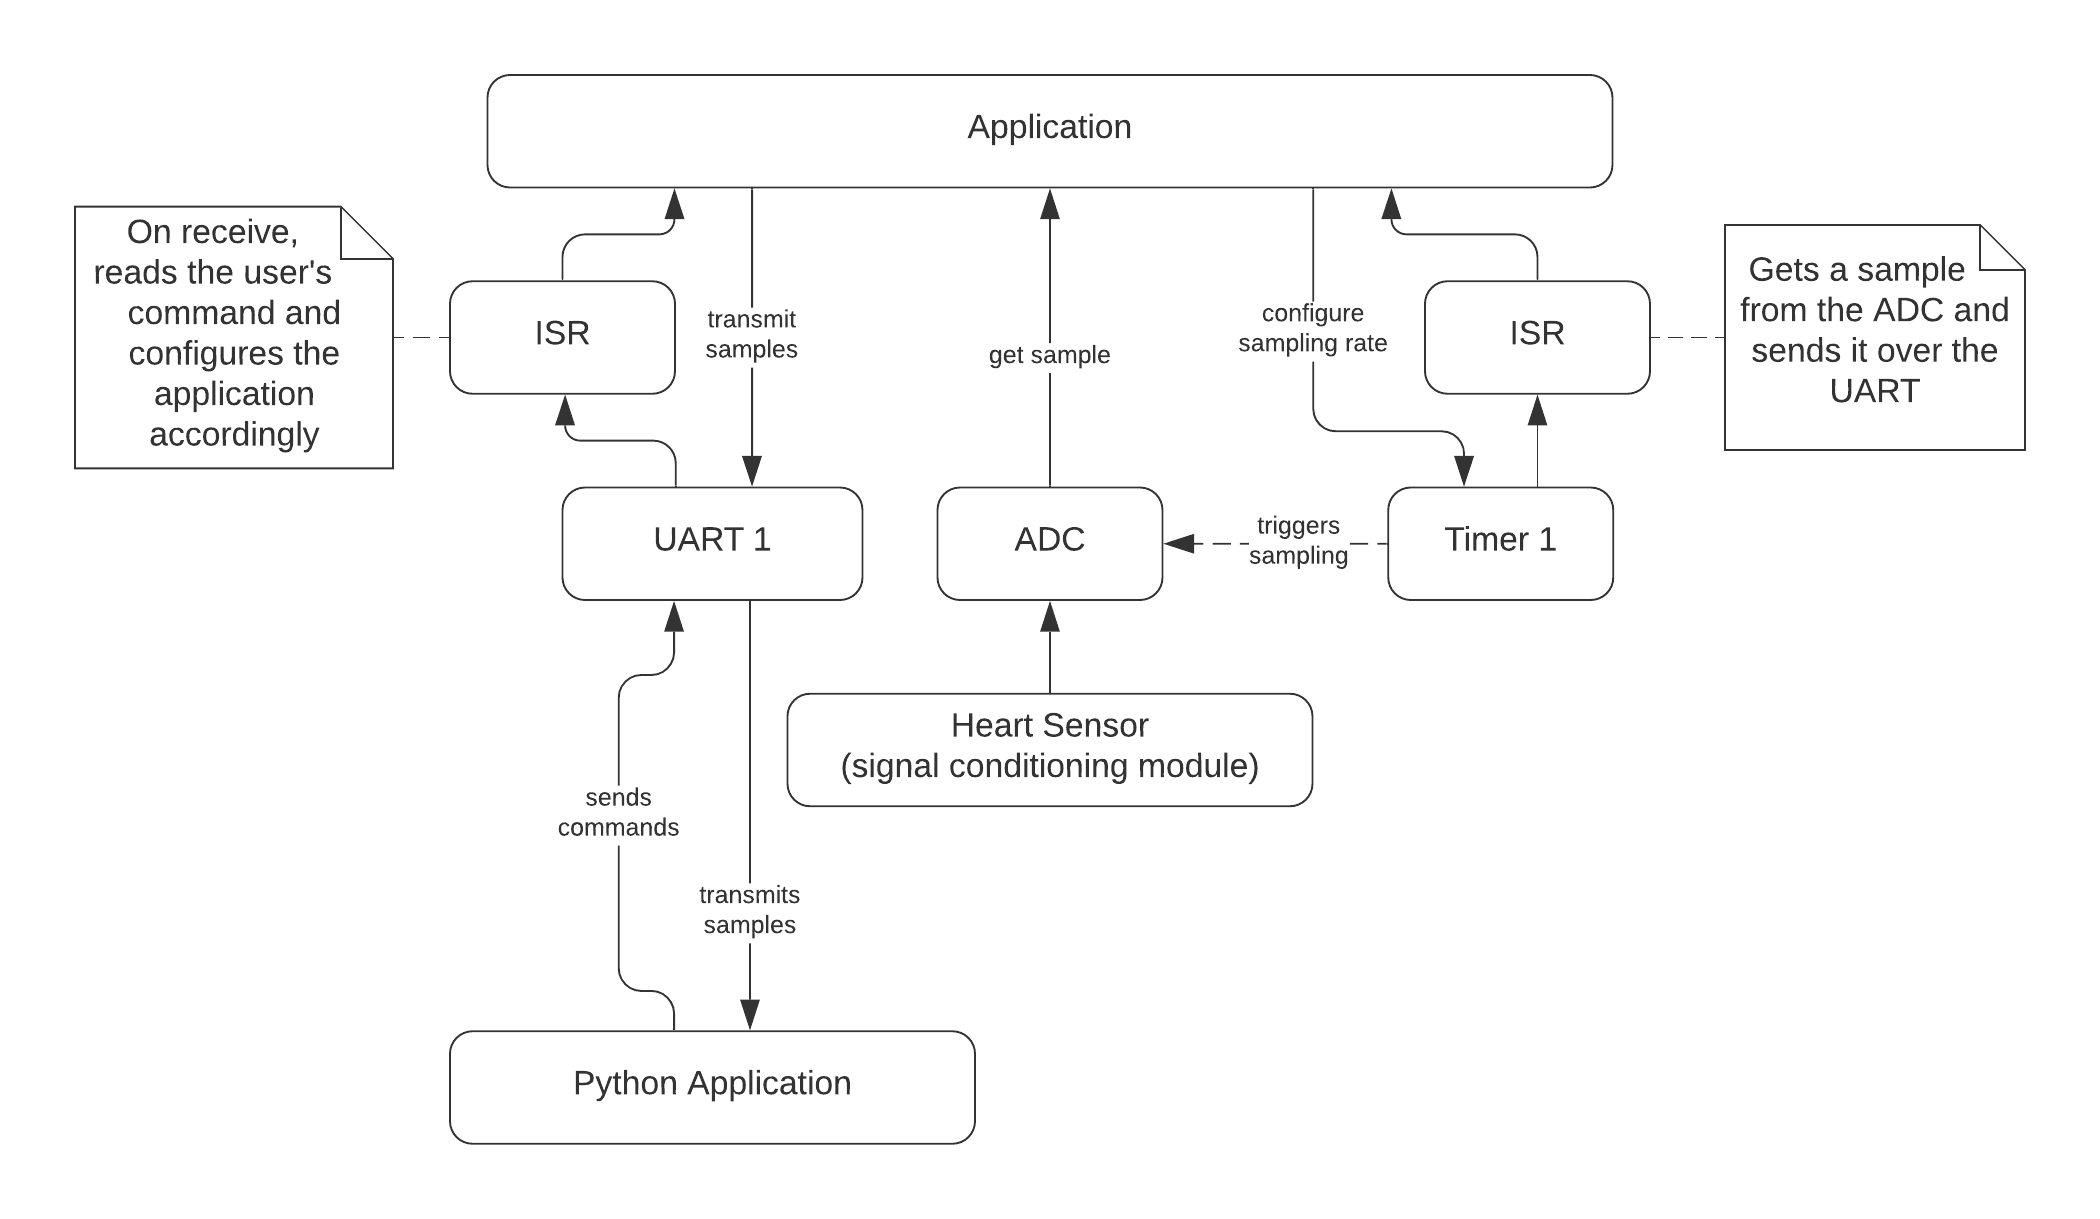 Application
On receive,
reads the user's
command and
configures the
application
accordingly
ISR
transmit
samples
get sample
configure
sampling rate
ISR
Gets a sample
from the ADC and
sends it over the
UART
UART 1
ADC
triggers
sampling
Timer 1
Heart Sensor
(signal conditioning module)
sends
commands
transmits
samples
Python Application